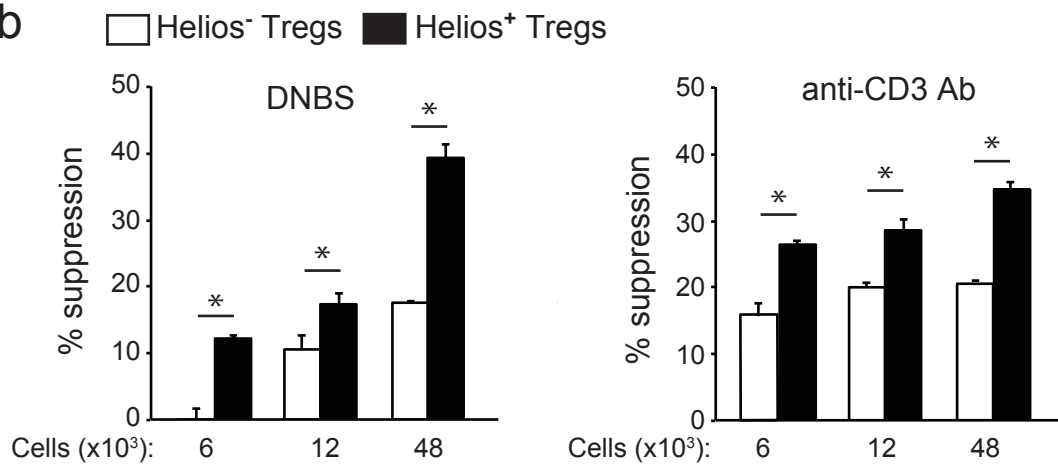 b
Helios⁻ Tregs Helios⁺ Tregs
DNBS
% suppression
50
40
30
20
10
0
*
*
*
Cells (x10³): 6 12 48
anti-CD3 Ab
% suppression
50
40
30
20
10
0
*
*
*
Cells (x10³): 6 12 48